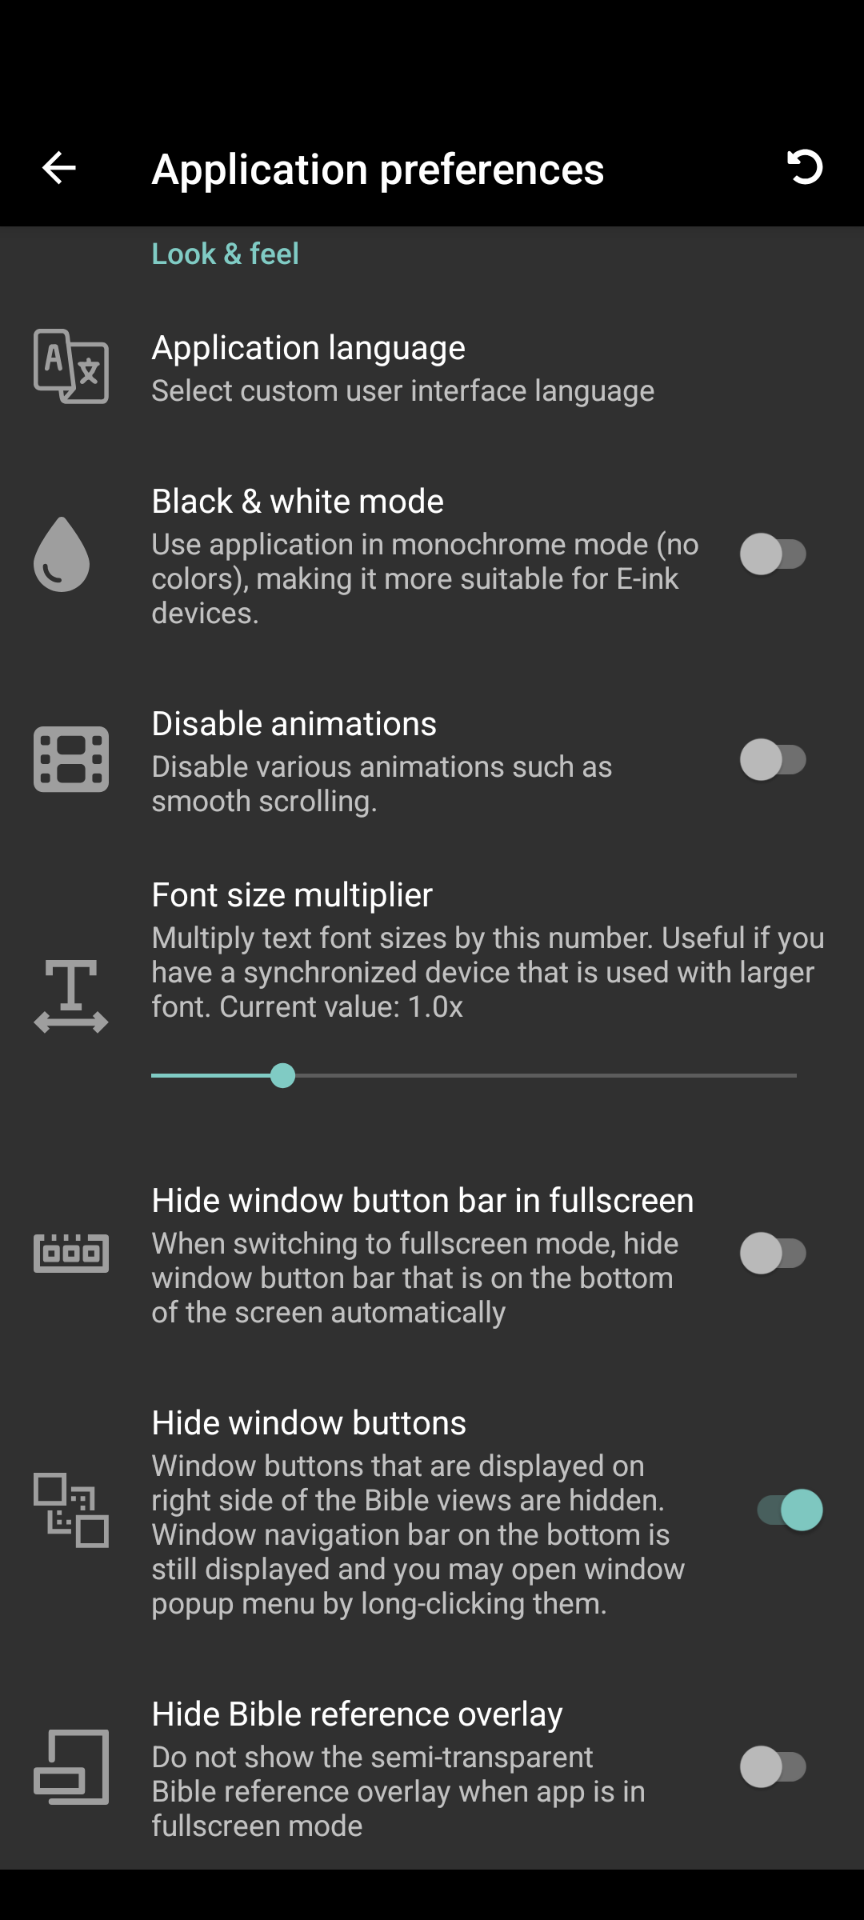 Application preferences
Look & feel
Application language
Select custom user interface language
Black & white mode
Use application in monochrome mode (no
colors), making it more suitable for E-ink
devices.
Disable animations
Disable various animations such as
smooth scrolling.
Font size multiplier
Multiply text font sizes by this number. Useful if you
have a synchronized device that is used with larger
font. Current value: 1.0x
Hide window button bar in fullscreen
When switching to fullscreen mode, hide
window button bar that is on the bottom
of the screen automatically
Hide window buttons
Window buttons that are displayed on
right side of the Bible views are hidden.
Window navigation bar on the bottom is
still displayed and you may open window
popup menu by long-clicking them.
Hide Bible reference overlay
Do not show the semi-transparent
Bible reference overlay when app is in
fullscreen mode